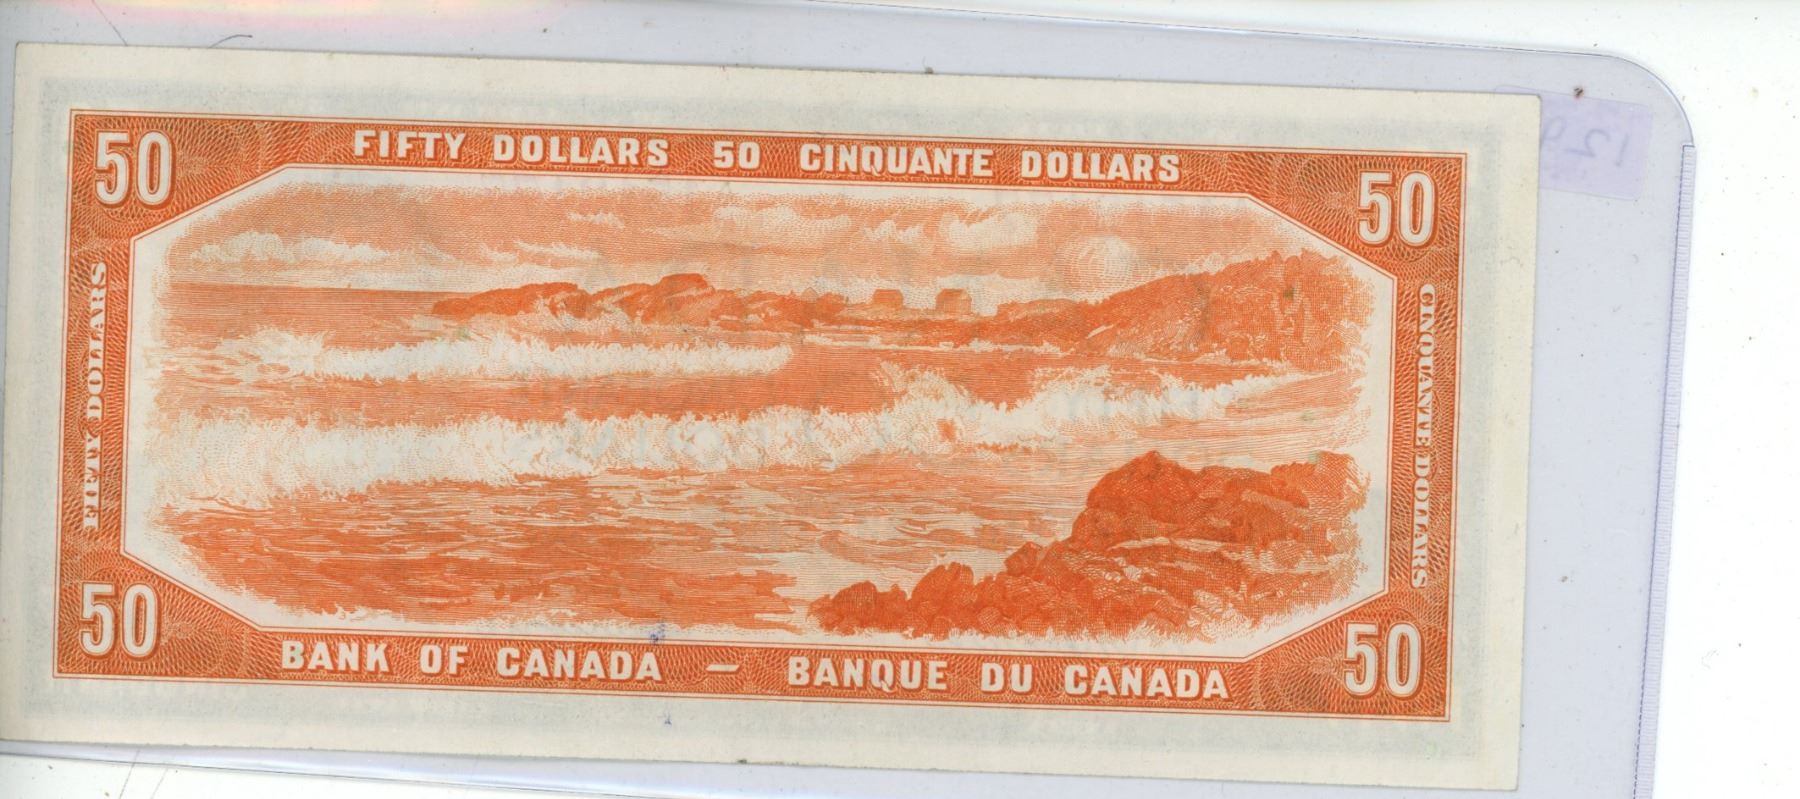 50 FIFTY DOLLARS 50 CINQUANTE DOLLARS 50
FIFTY DOLLARS
CINQUANTE DOLLARS
50 BANK OF CANADA — BANQUE DU CANADA 50